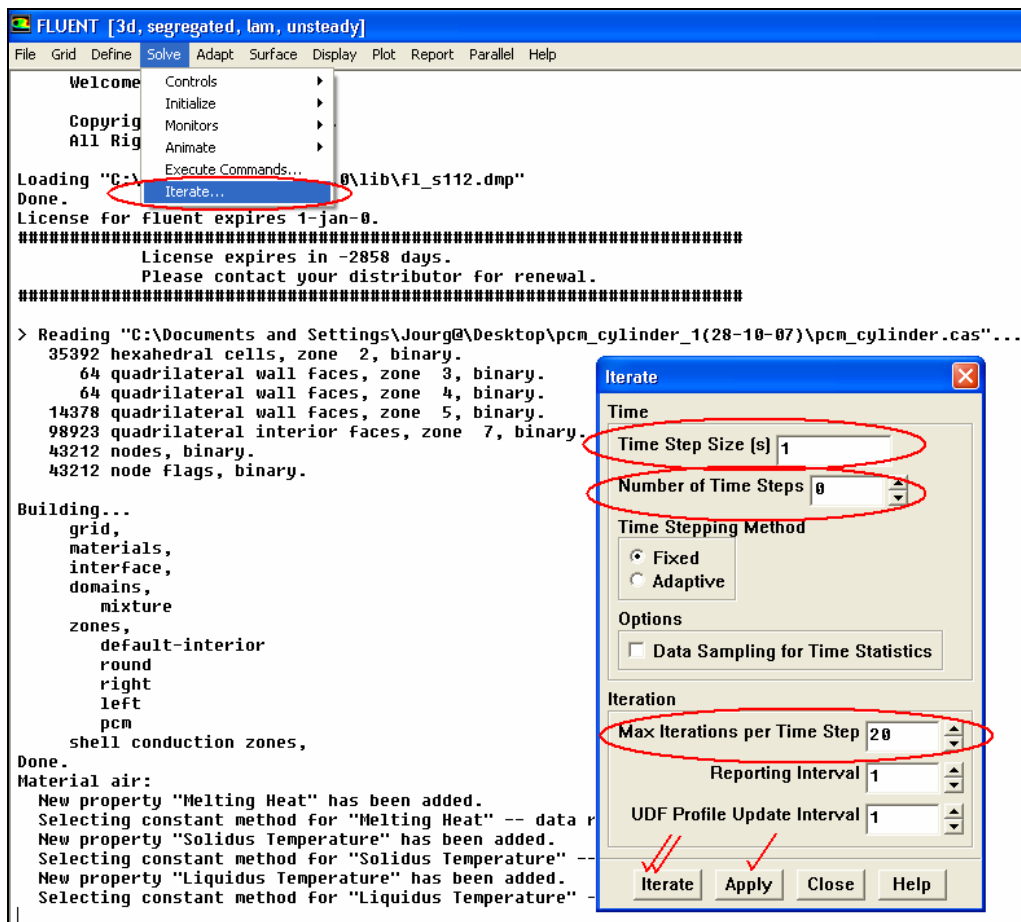 FLUENT [3d, segregated, lam, unsteady]
File Grid Define Solve Adapt Surface Display Plot Report Parallel Help
Welcome
Controls
Initialize
Copyrig
Monitors
All Rig
Animate
Execute Commands...
Loading "C:\ 0\lib\fl_s112.dmp"
Iterate...
Done.
License for fluent expires 1-jan-0.
######################################################################
License expires in -2858 days.
Please contact your distributor for renewal.
######################################################################
> Reading "C:\Documents and Settings\Jourg@\Desktop\pcm_cylinder_1(28-10-07)\pcm_cylinder.cas"...
35392 hexahedral cells, zone 2, binary.
64 quadrilateral wall faces, zone 3, binary.
64 quadrilateral wall faces, zone 4, binary.
14378 quadrilateral wall faces, zone 5, binary.
98923 quadrilateral interior faces, zone 7, binary.
43212 nodes, binary.
43212 node flags, binary.
Building...
grid,
materials,
interface,
domains,
mixture
zones,
default-interior
round
right
left
pcm
shell conduction zones,
Done.
Material air:
New property "Melting Heat" has been added.
Selecting constant method for "Melting Heat" -- data r
New property "Solidus Temperature" has been added.
Selecting constant method for "Solidus Temperature" --
New property "Liquidus Temperature" has been added.
Selecting constant method for "Liquidus Temperature" -
Iterate
Time
Time Step Size (s) 1
Number of Time Steps 0
Time Stepping Method
Fixed
Adaptive
Options
Data Sampling for Time Statistics
Iteration
Max Iterations per Time Step 20
Reporting Interval 1
UDF Profile Update Interval 1
Iterate Apply Close Help